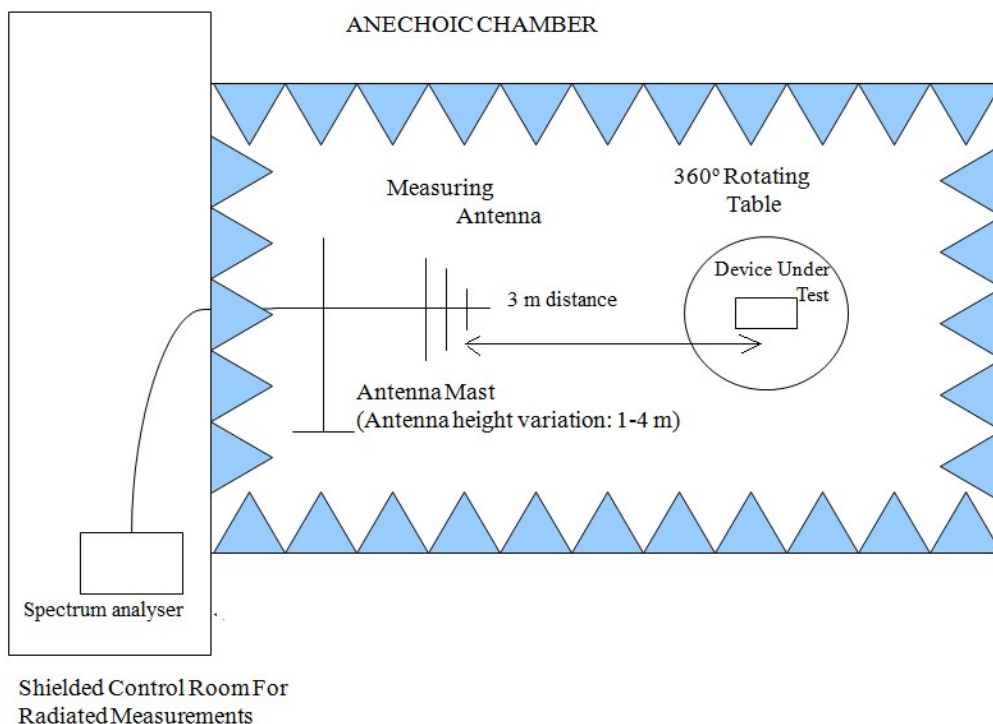 ANECHOIC CHAMBER
360º Rotating
Table
Measuring
Antenna
Device Under
Test
3 m distance
Antenna Mast
(Antenna height variation: 1-4 m)
Spectrum analyser
Shielded Control Room For
Radiated Measurements